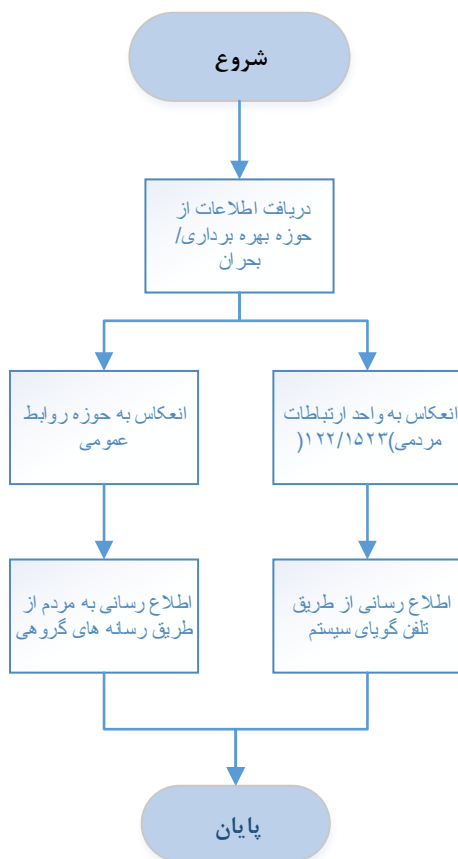 شروع
دریافت اطلاعات از
حوزه بهره برداری/
بحران
انعکاس به واحد ارتباطات
مردمی)۱۲۲/۱۵۲۳(
انعکاس به حوزه روابط
عمومی
اطلاع رسانی از طریق
تلفن گویای سیستم
اطلاع رسانی به مردم از
طریق رسانه های گروهی
پایان